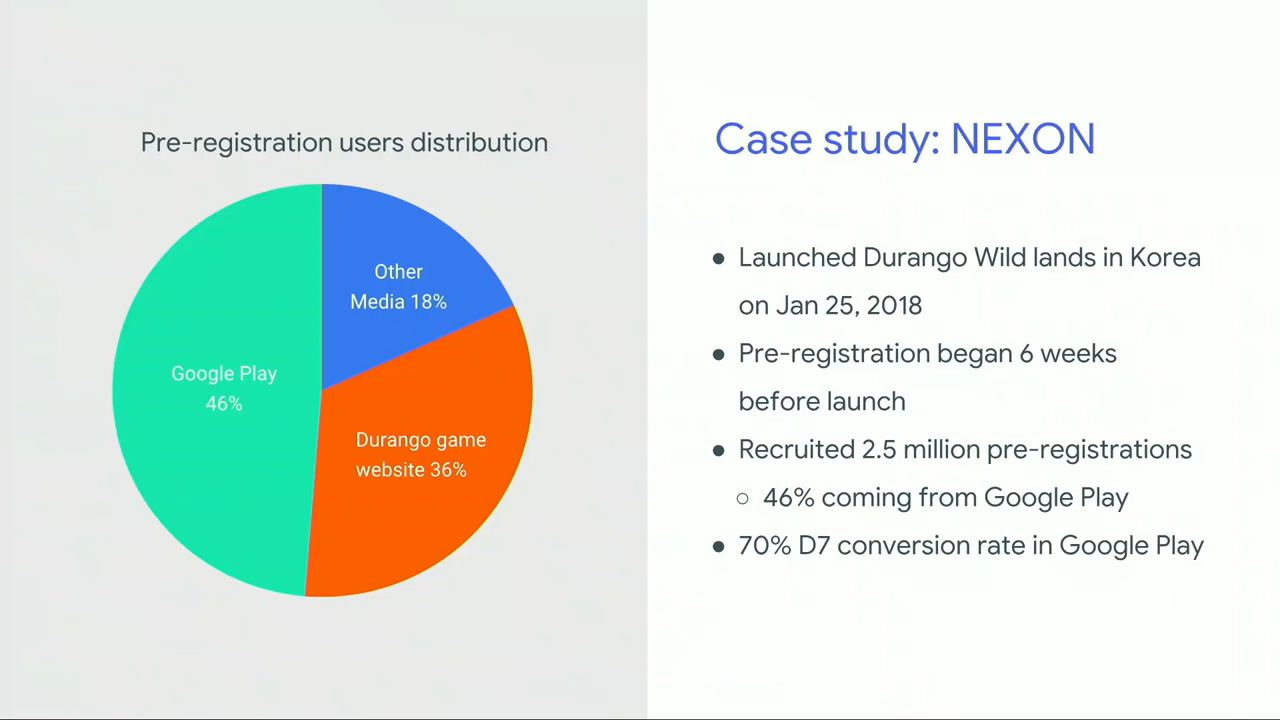 Pre-registration users distribution
Other
Media 18%
Google Play
46%
Durango game
website 36%
Case study: NEXON
● Launched Durango Wild lands in Korea
on Jan 25, 2018
● Pre-registration began 6 weeks
before launch
● Recruited 2.5 million pre-registrations
○ 46% coming from Google Play
● 70% D7 conversion rate in Google Play